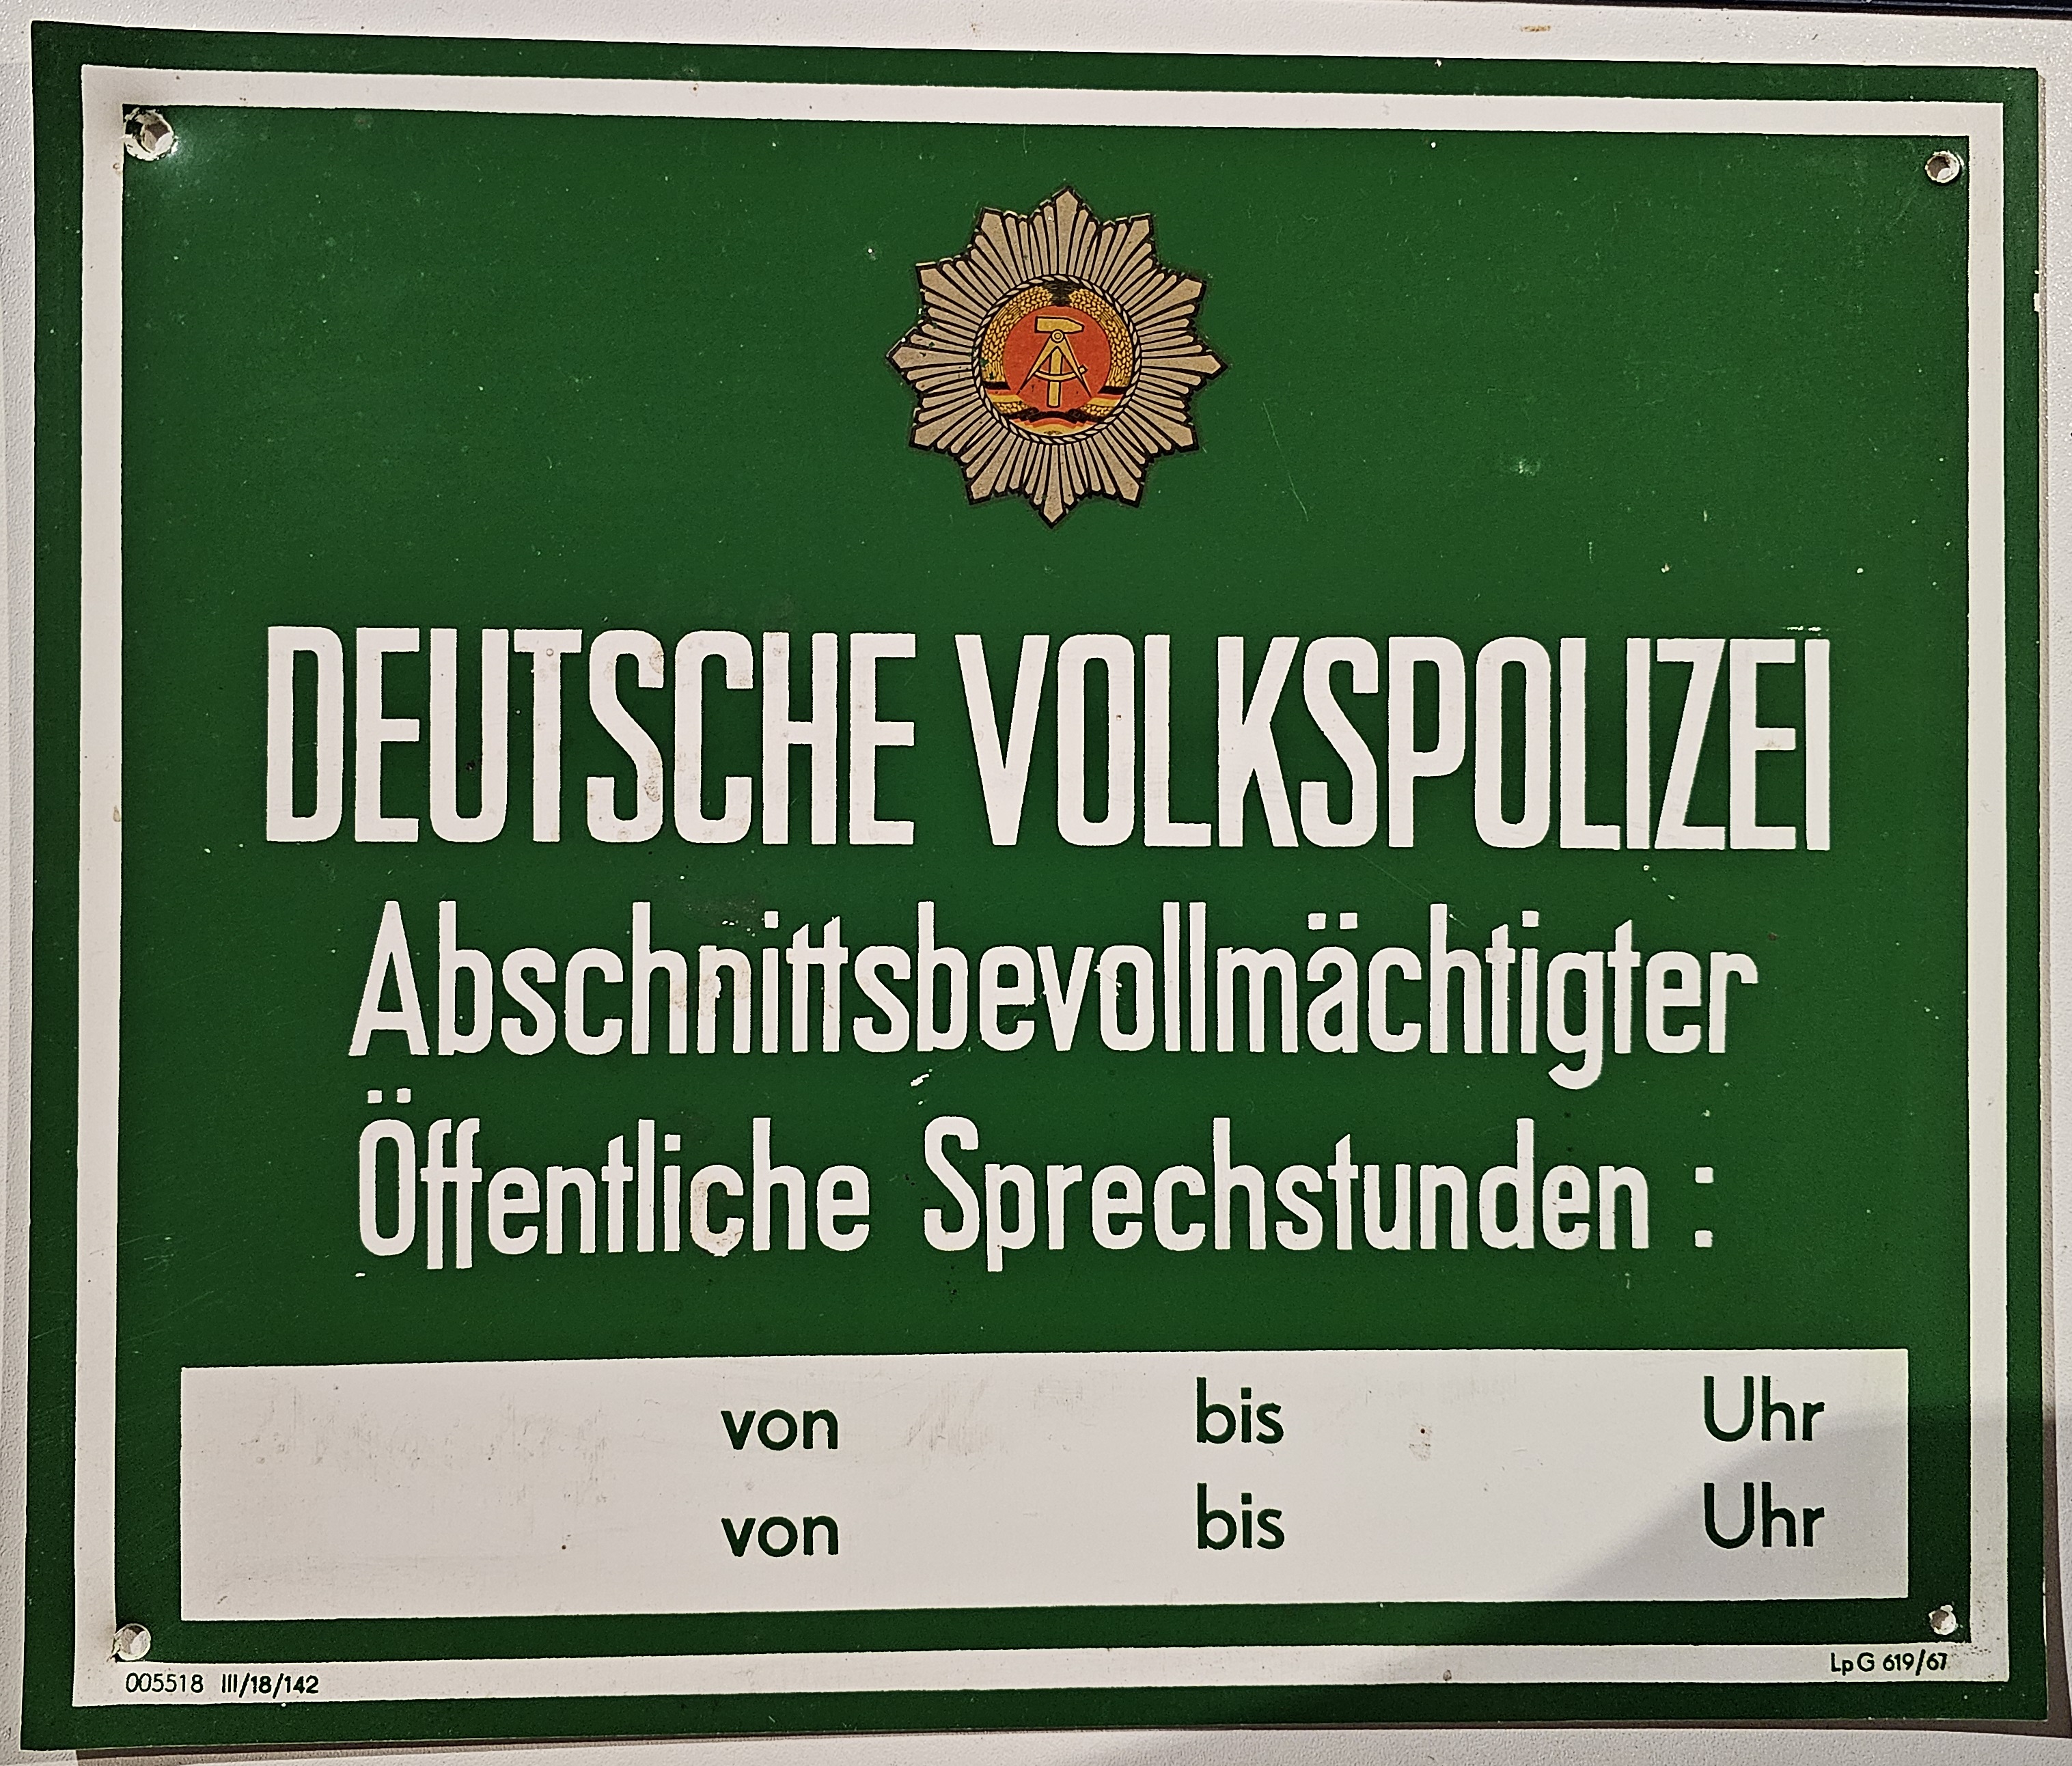 DEUTSCHE VOLKSPOLIZEI
Abschnittsbevollmächtigter
Öffentliche Sprechstunden :
von bis Uhr
von bis Uhr
005518 III/18/142
LpG 619/67